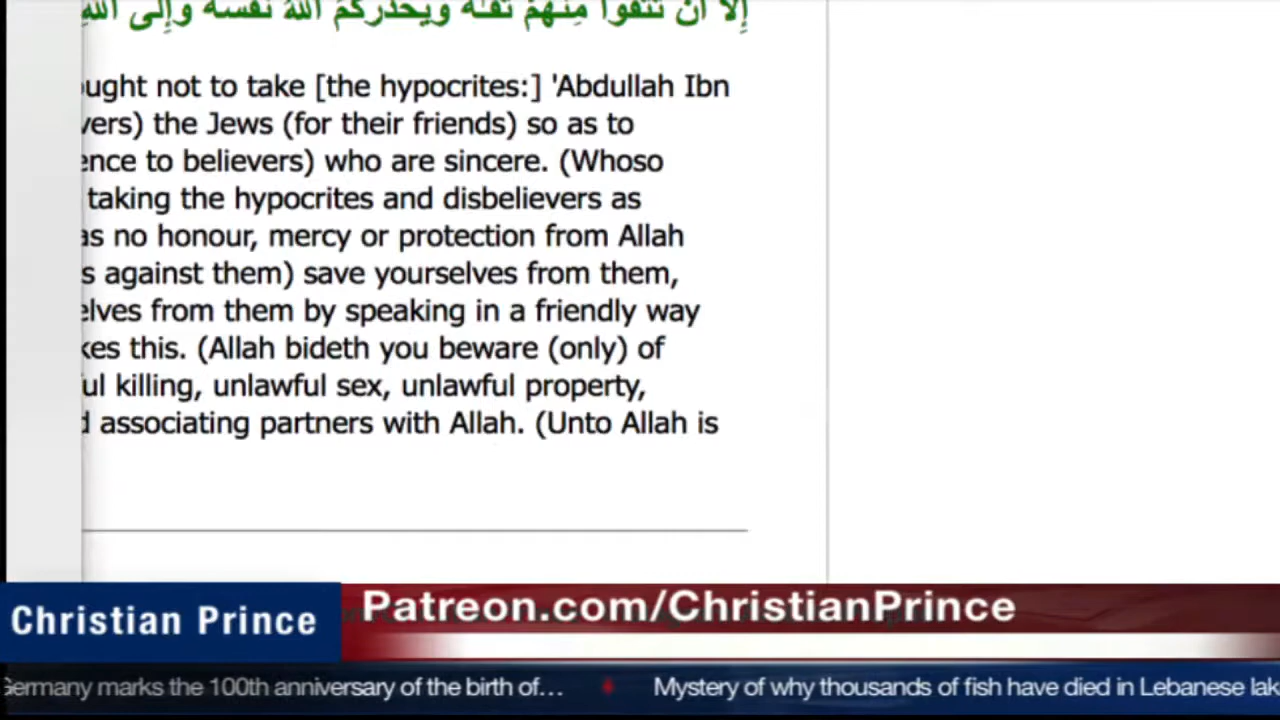 إِلَّا أَن تَتَّقُوا مِنْهُمْ تُقَاةً وَيُحَذِّرُكُمُ اللَّهُ نَفْسَهُ وَإِلَى اللَّهِ
ught not to take [the hypocrites:] 'Abdullah Ibn
vers) the Jews (for their friends) so as to
ence to believers) who are sincere. (Whoso
taking the hypocrites and disbelievers as
as no honour, mercy or protection from Allah
s against them) save yourselves from them,
elves from them by speaking in a friendly way
kes this. (Allah bideth you beware (only) of
ul killing, unlawful sex, unlawful property,
d associating partners with Allah. (Unto Allah is
Christian Prince
Patreon.com/ChristianPrince
Germany marks the 100th anniversary of the birth of... Mystery of why thousands of fish have died in Lebanese lak